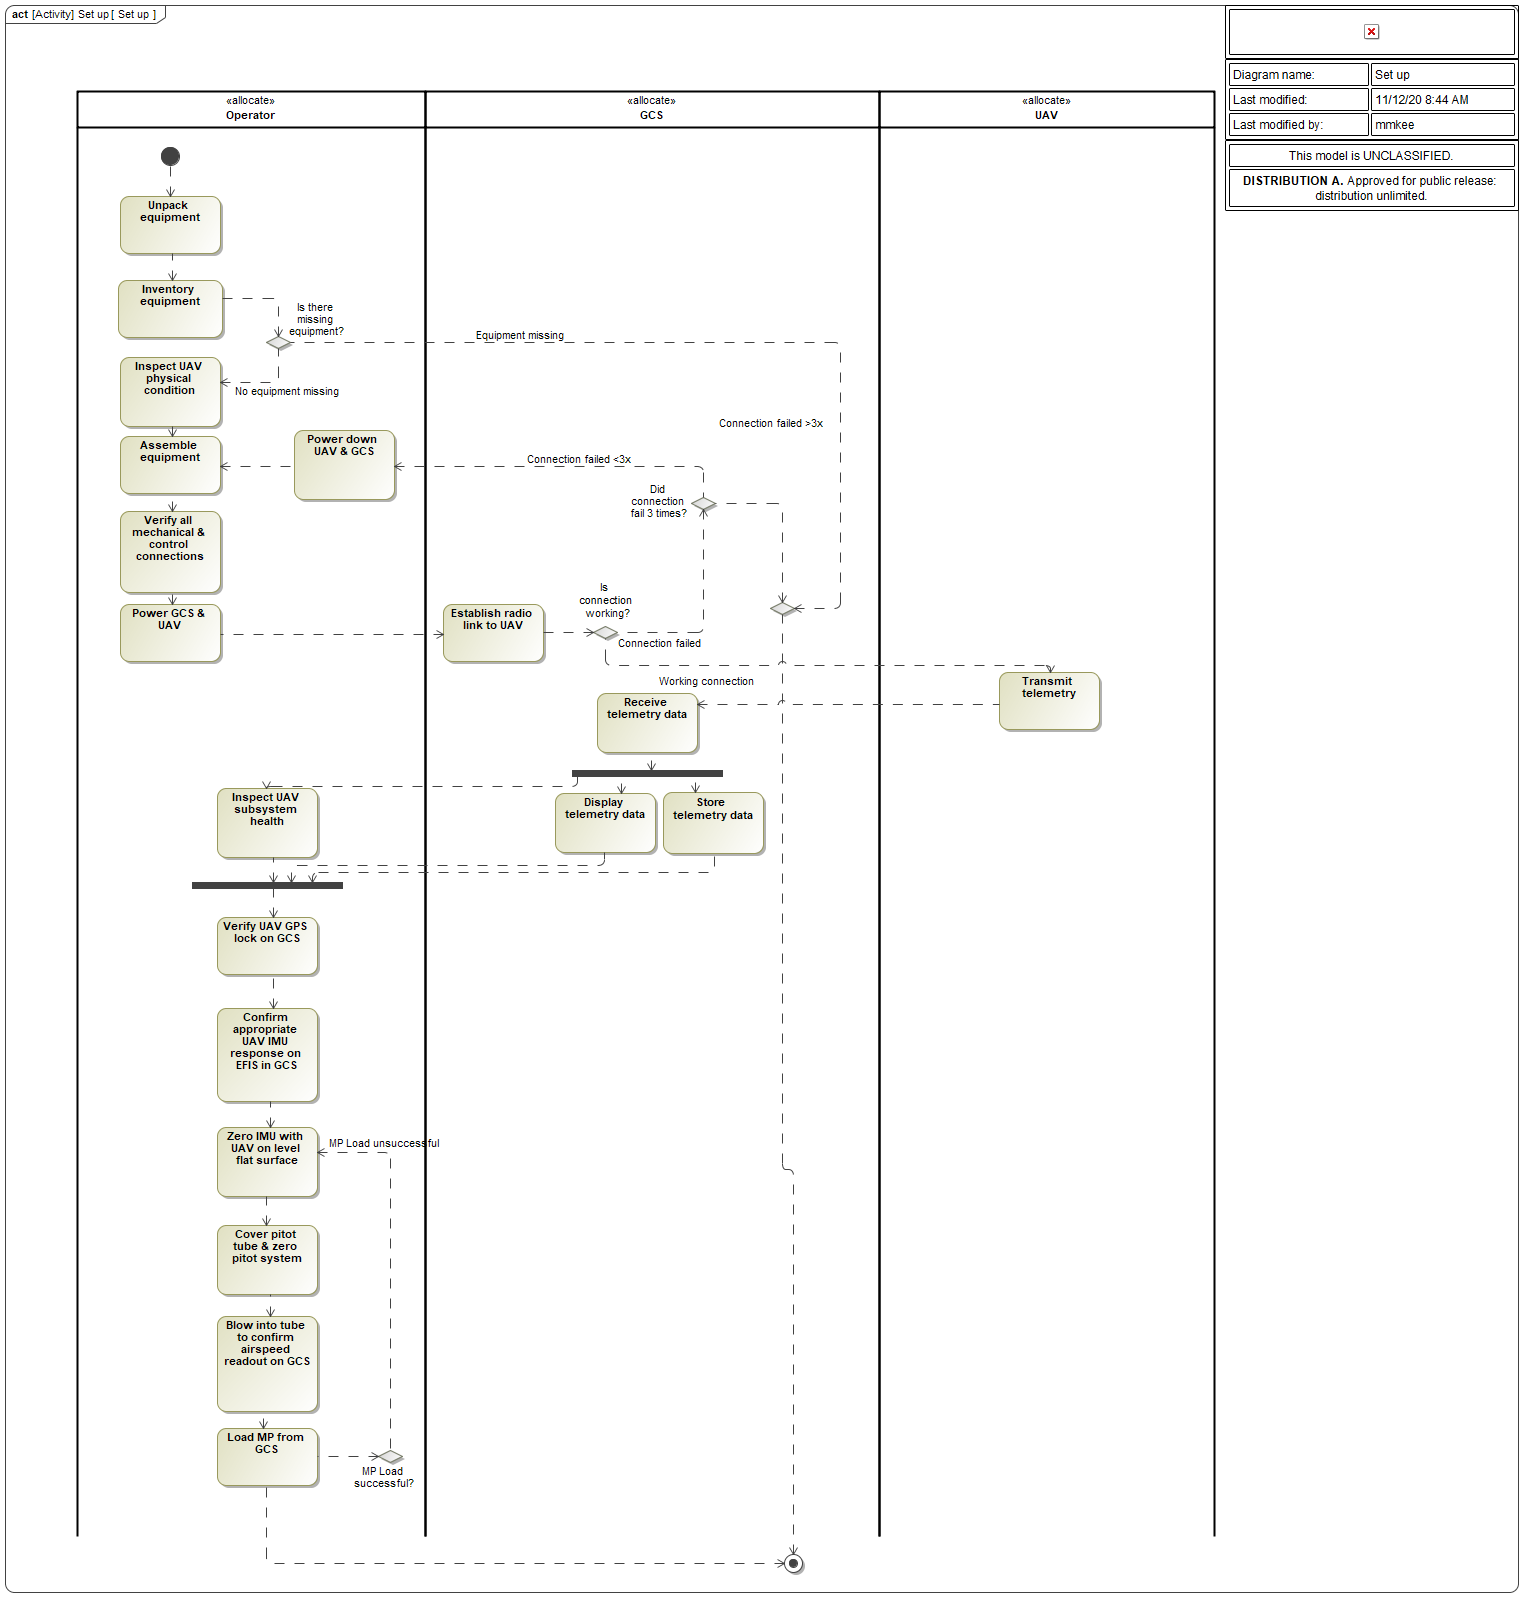 act [Activity] Set up [ Set up ]
Diagram name:
Set up
Last modified:
11/12/20 8:44 AM
Last modified by:
mmkee
This model is UNCLASSIFIED.
DISTRIBUTION A. Approved for public release:
distribution unlimited.
«allocate»
Operator
«allocate»
GCS
«allocate»
UAV
Unpack
equipment
Inventory
equipment
Is there
missing
equipment?
Equipment missing
Inspect UAV
physical
condition
No equipment missing
Connection failed >3x
Assemble
equipment
Power down
UAV & GCS
Connection failed <3x
Did
connection
fail 3 times?
Verify all
mechanical &
control
connections
Is
connection
working?
Power GCS &
UAV
Establish radio
link to UAV
Connection failed
Working connection
Transmit
telemetry
Receive
telemetry data
Inspect UAV
subsystem
health
Display
telemetry data
Store
telemetry data
Verify UAV GPS
lock on GCS
Confirm
appropriate
UAV IMU
response on
EFIS in GCS
Zero IMU with
UAV on level
flat surface
MP Load unsuccessful
Cover pitot
tube & zero
pitot system
Blow into tube
to confirm
airspeed
readout on GCS
Load MP from
GCS
MP Load
successful?